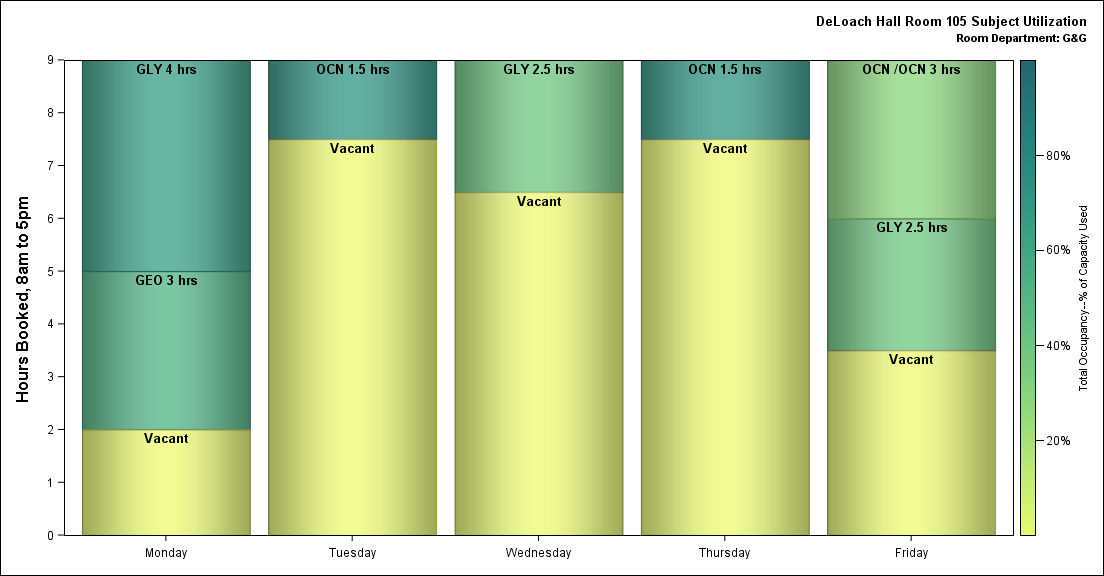 DeLoach Hall Room 105 Subject Utilization
Room Department: G&G
Hours Booked, 8am to 5pm
9
8
7
6
5
4
3
2
1
0
GLY 4 hrs
GEO 3 hrs
Vacant
OCN 1.5 hrs
Vacant
GLY 2.5 hrs
Vacant
OCN 1.5 hrs
Vacant
OCN /OCN 3 hrs
GLY 2.5 hrs
Vacant
Monday
Tuesday
Wednesday
Thursday
Friday
80%
60%
40%
20%
Total Occupancy--% of Capacity Used